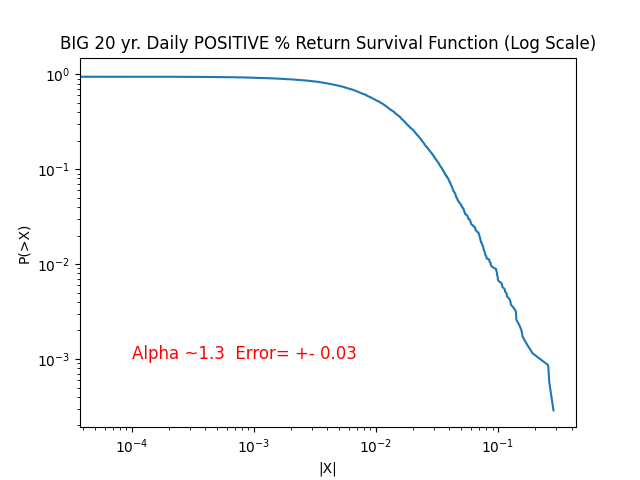 BIG 20 yr. Daily POSITIVE % Return Survival Function (Log Scale)
10⁰
10⁻¹
10⁻²
10⁻³
P(>X)
Alpha ~1.3  Error= +- 0.03
10⁻⁴ 10⁻³ 10⁻² 10⁻¹
|X|